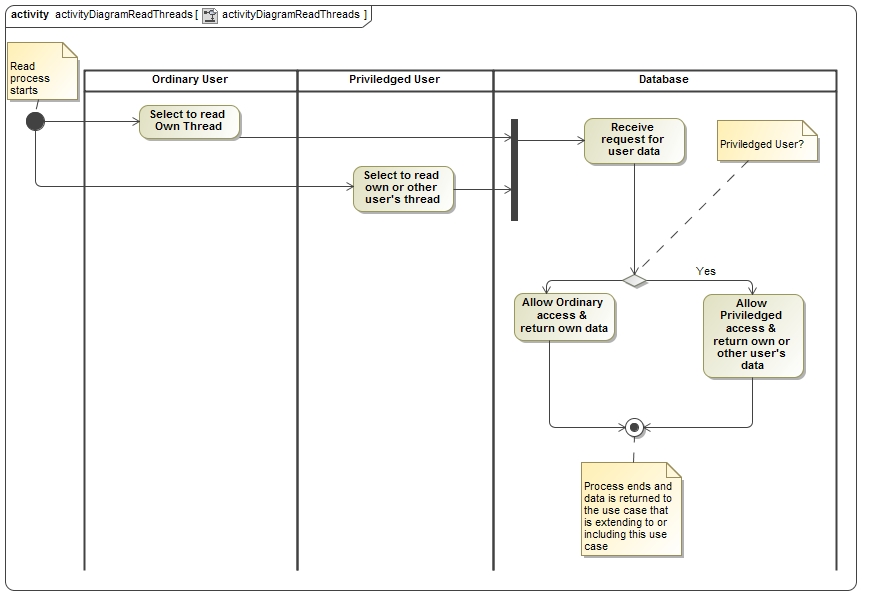 activity activityDiagramReadThreads [ activityDiagramReadThreads ]
Read
process
starts
Ordinary User
Priviledged User
Database
Select to read
Own Thread
Receive
request for
user data
Priviledged User?
Select to read
own or other
user's thread
Yes
Allow Ordinary
access &
return own data
Allow
Priviledged
access &
return own or
other user's
data
Process ends and
data is returned to
the use case that
is extending to or
including this use
case